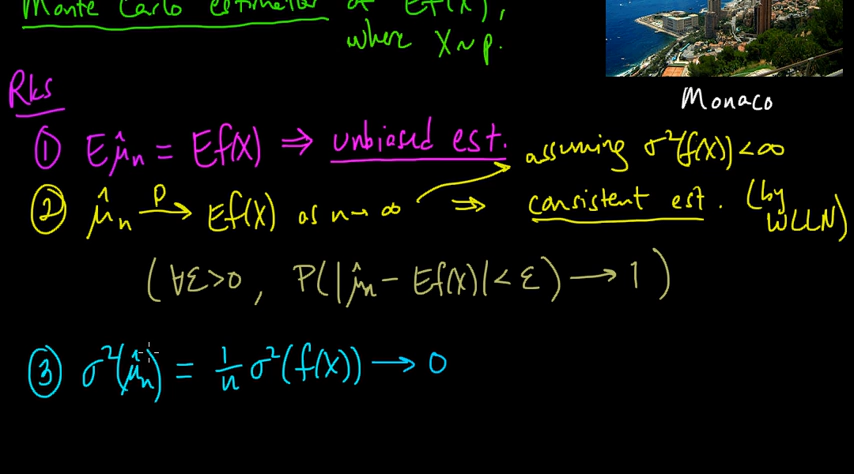 Monte Carlo estimator of Ef(X),
where X~p.
Monaco
Rks
① Eμ̂ₙ = Ef(X) ⇒ unbiased est.
assuming σ²(f(X)) < ∞
② μ̂ₙ →ᴾ Ef(X) as n→∞ ⇒ consistent est. (by WLLN)
(∀ε>0, P(|μ̂ₙ - Ef(X)| < ε) → 1)
③ σ²(μ̂ₙ) = 1/n σ²(f(X)) → 0